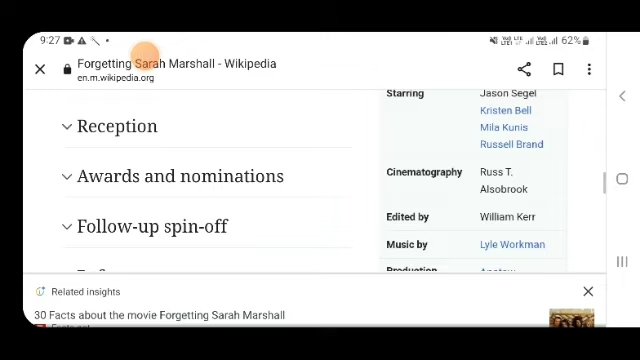 9:27
62%
Forgetting Sarah Marshall - Wikipedia
en.m.wikipedia.org
Reception
Awards and nominations
Follow-up spin-off
Starring
Jason Segel
Kristen Bell
Mila Kunis
Russell Brand
Cinematography
Russ T.
Alsobrook
Edited by
William Kerr
Music by
Lyle Workman
Production
Apatow
Related insights
30 Facts about the movie Forgetting Sarah Marshall